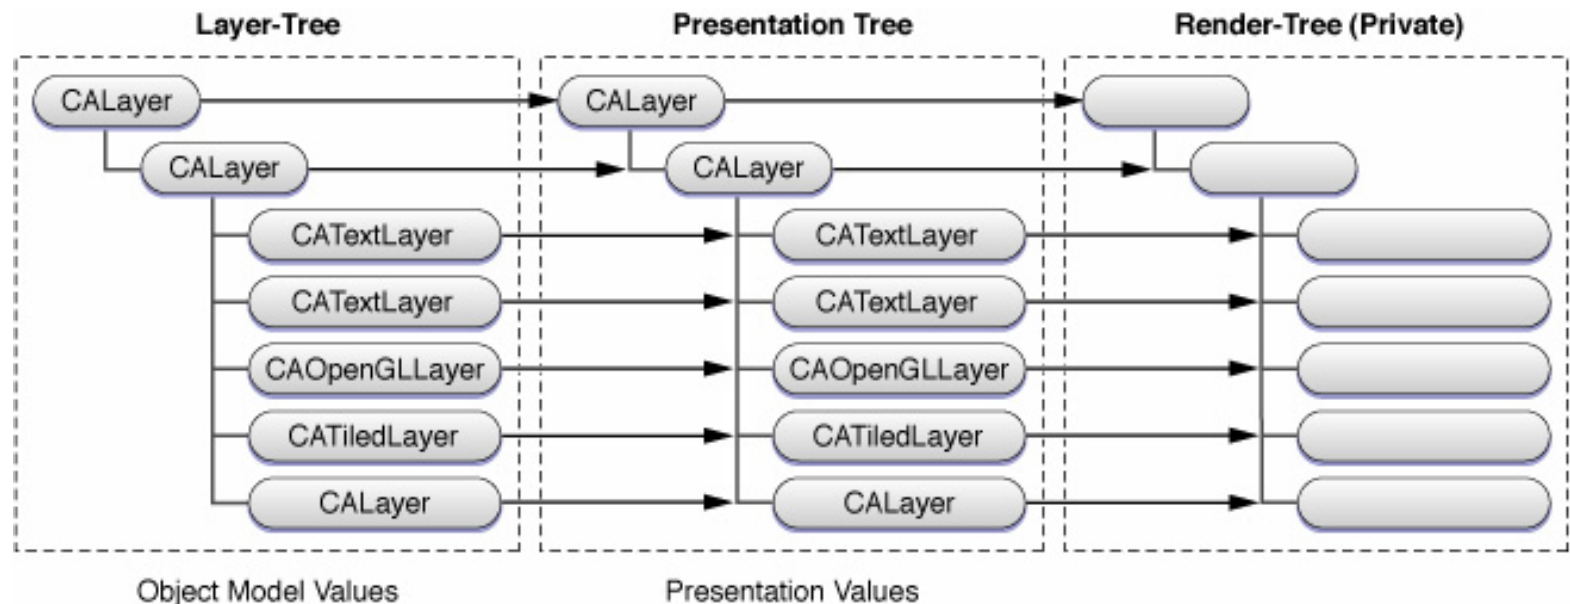 Layer-Tree
Presentation Tree
Render-Tree (Private)
CALayer
CALayer
CALayer
CALayer
CATextLayer
CATextLayer
CATextLayer
CATextLayer
CAOpenGLLayer
CAOpenGLLayer
CATiledLayer
CATiledLayer
CALayer
CALayer
Object Model Values
Presentation Values